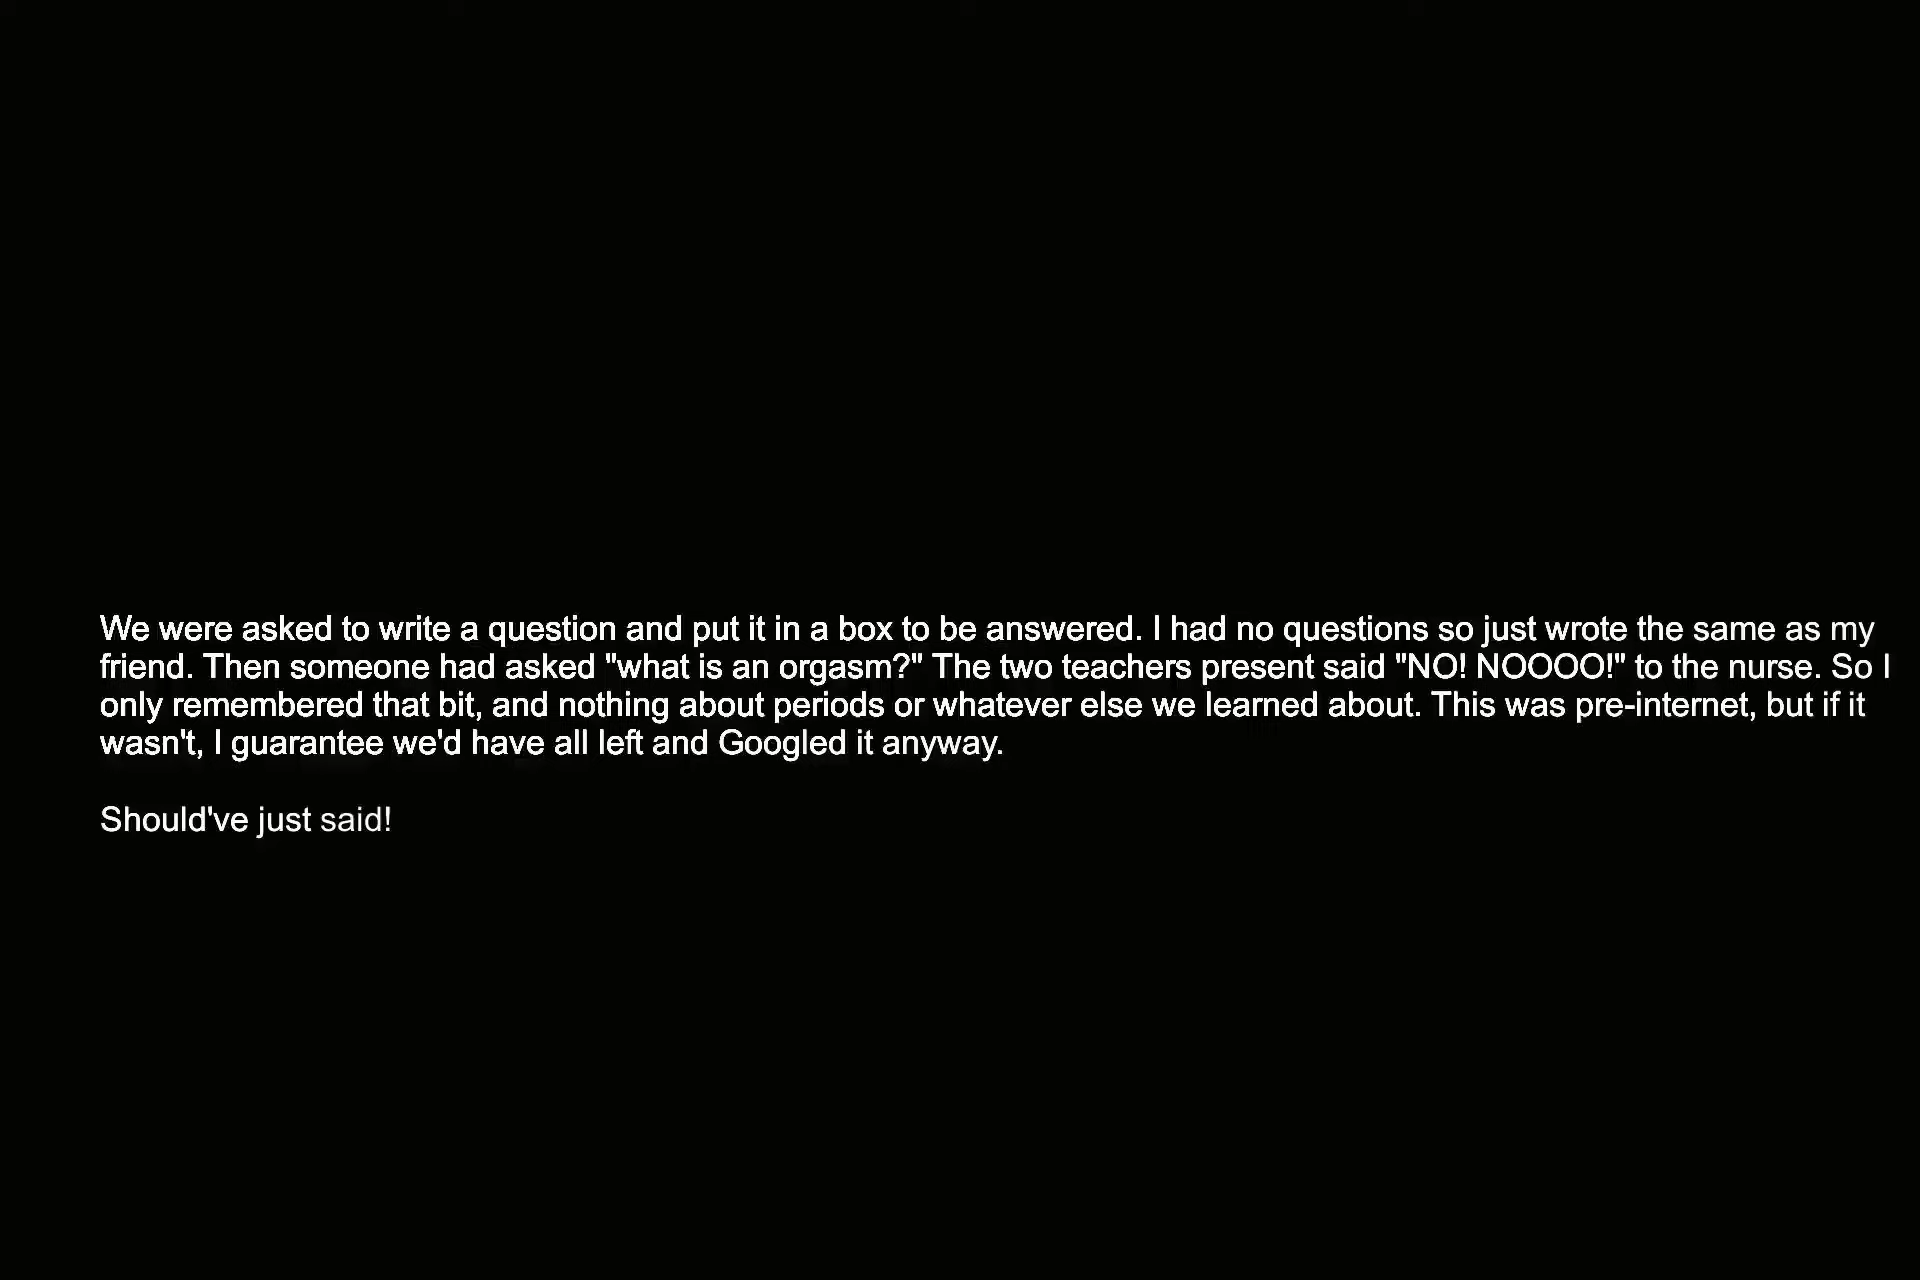 We were asked to write a question and put it in a box to be answered. I had no questions so just wrote the same as my
friend. Then someone had asked "what is an orgasm?" The two teachers present said "NO! NOOOO!" to the nurse. So I
only remembered that bit, and nothing about periods or whatever else we learned about. This was pre-internet, but if it
wasn't, I guarantee we'd have all left and Googled it anyway.
Should've just said!